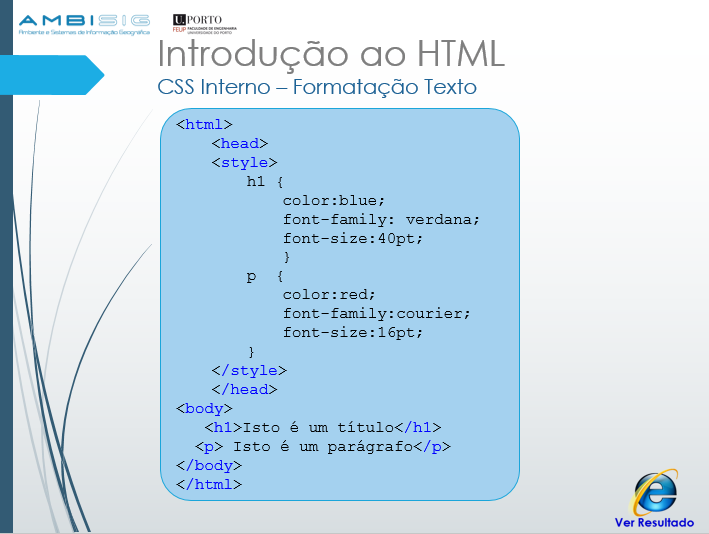 AMBISIG
Ambiente e Sistemas de Informação Geográfica
U.PORTO
FEUP FACULDADE DE ENGENHARIA
UNIVERSIDADE DO PORTO
Introdução ao HTML
CSS Interno – Formatação Texto
<html>
<head>
<style>
h1 {
color:blue;
font-family: verdana;
font-size:40pt;
}
p  {
color:red;
font-family:courier;
font-size:16pt;
}
</style>
</head>
<body>
<h1>Isto é um título</h1>
<p> Isto é um parágrafo</p>
</body>
</html>
Ver Resultado